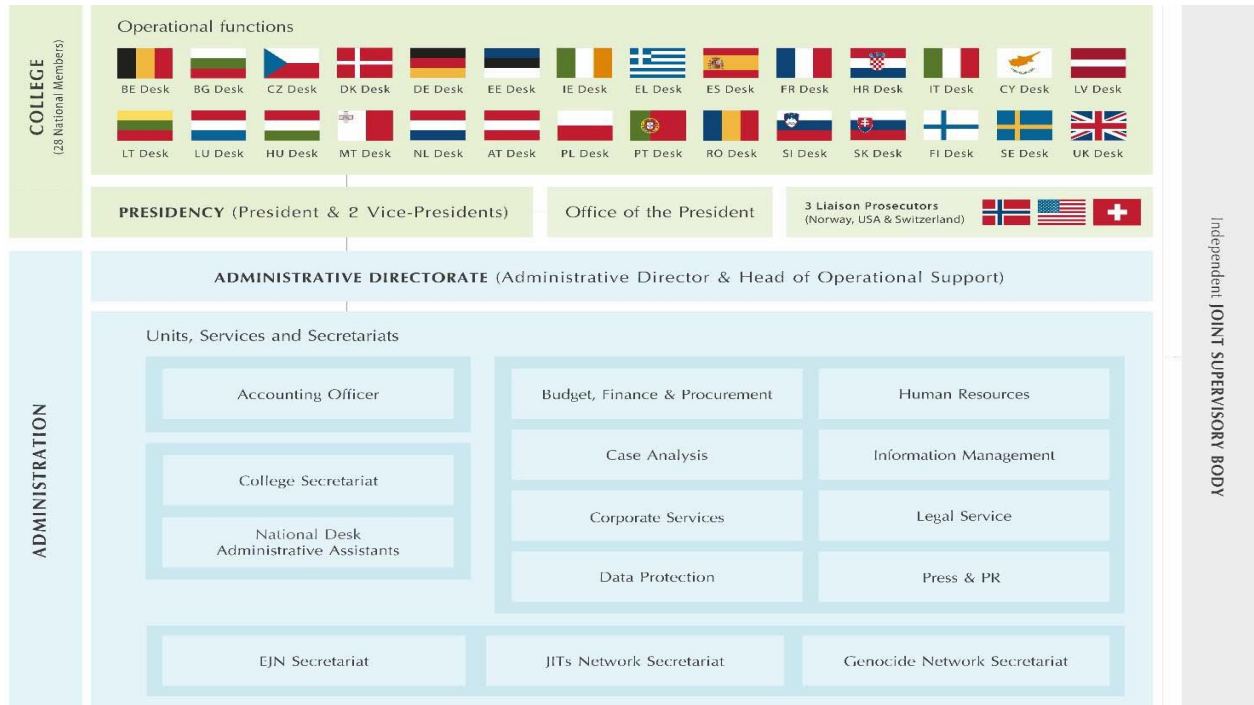 COLLEGE
(28 National Members)
Operational functions
BE Desk BG Desk CZ Desk DK Desk DE Desk EE Desk IE Desk EL Desk ES Desk FR Desk HR Desk IT Desk CY Desk LV Desk
LT Desk LU Desk HU Desk MT Desk NL Desk AT Desk PL Desk PT Desk RO Desk SI Desk SK Desk FI Desk SE Desk UK Desk
PRESIDENCY (President & 2 Vice-Presidents)
Office of the President
3 Liaison Prosecutors
(Norway, USA & Switzerland)
ADMINISTRATION
ADMINISTRATIVE DIRECTORATE (Administrative Director & Head of Operational Support)
Units, Services and Secretariats
Accounting Officer
College Secretariat
National Desk
Administrative Assistants
Budget, Finance & Procurement
Human Resources
Case Analysis
Information Management
Corporate Services
Legal Service
Data Protection
Press & PR
EJN Secretariat
JITs Network Secretariat
Genocide Network Secretariat
Independent JOINT SUPERVISORY BODY